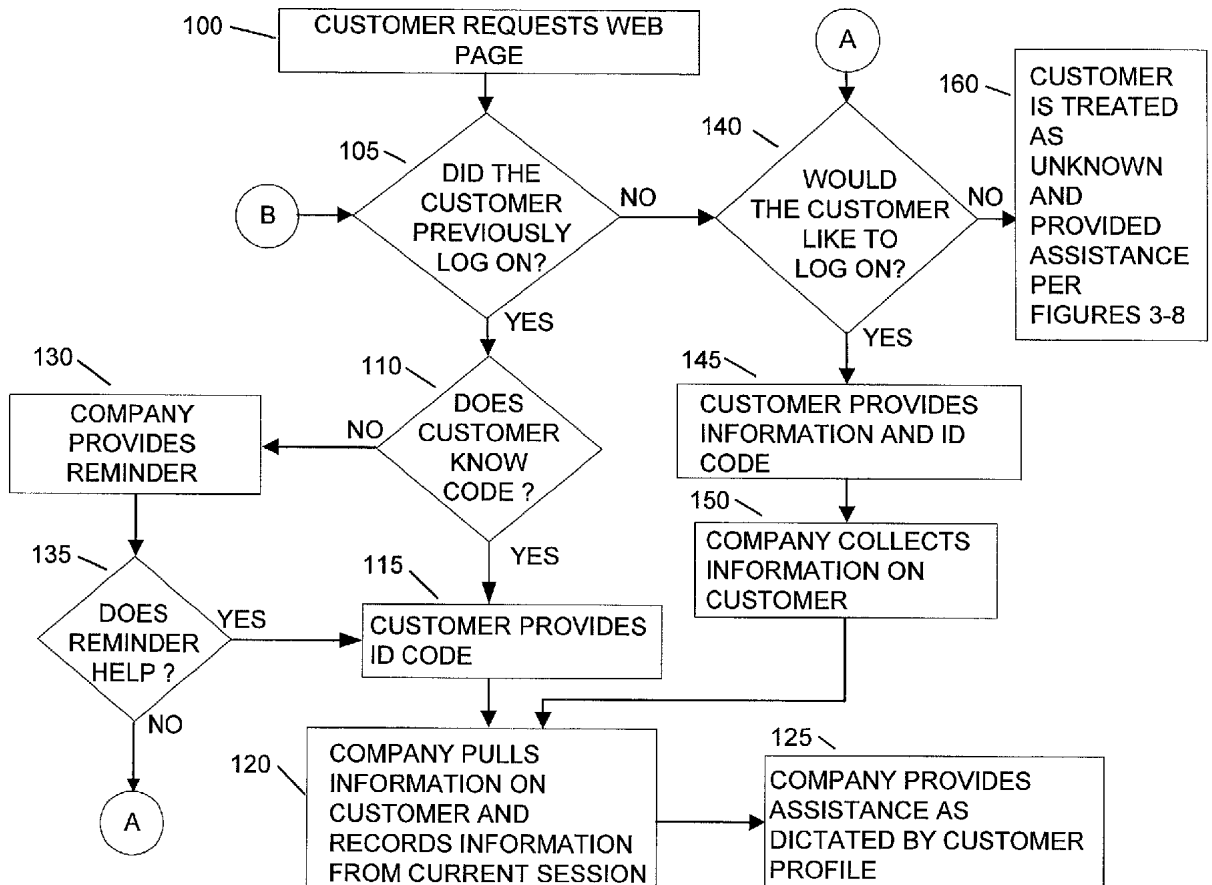 100
CUSTOMER REQUESTS WEB
PAGE
A
160
CUSTOMER
IS TREATED
AS
UNKNOWN
AND
PROVIDED
ASSISTANCE
PER
FIGURES 3-8
105
DID THE
CUSTOMER
PREVIOUSLY
LOG ON?
B
NO
140
WOULD
THE CUSTOMER
LIKE TO
LOG ON?
NO
YES
YES
130
COMPANY
PROVIDES
REMINDER
110
DOES
CUSTOMER
KNOW
CODE ?
NO
YES
145
CUSTOMER PROVIDES
INFORMATION AND ID
CODE
150
COMPANY COLLECTS
INFORMATION ON
CUSTOMER
135
DOES
REMINDER
HELP ?
YES
NO
115
CUSTOMER PROVIDES
ID CODE
A
120
COMPANY PULLS
INFORMATION ON
CUSTOMER AND
RECORDS INFORMATION
FROM CURRENT SESSION
125
COMPANY PROVIDES
ASSISTANCE AS
DICTATED BY CUSTOMER
PROFILE